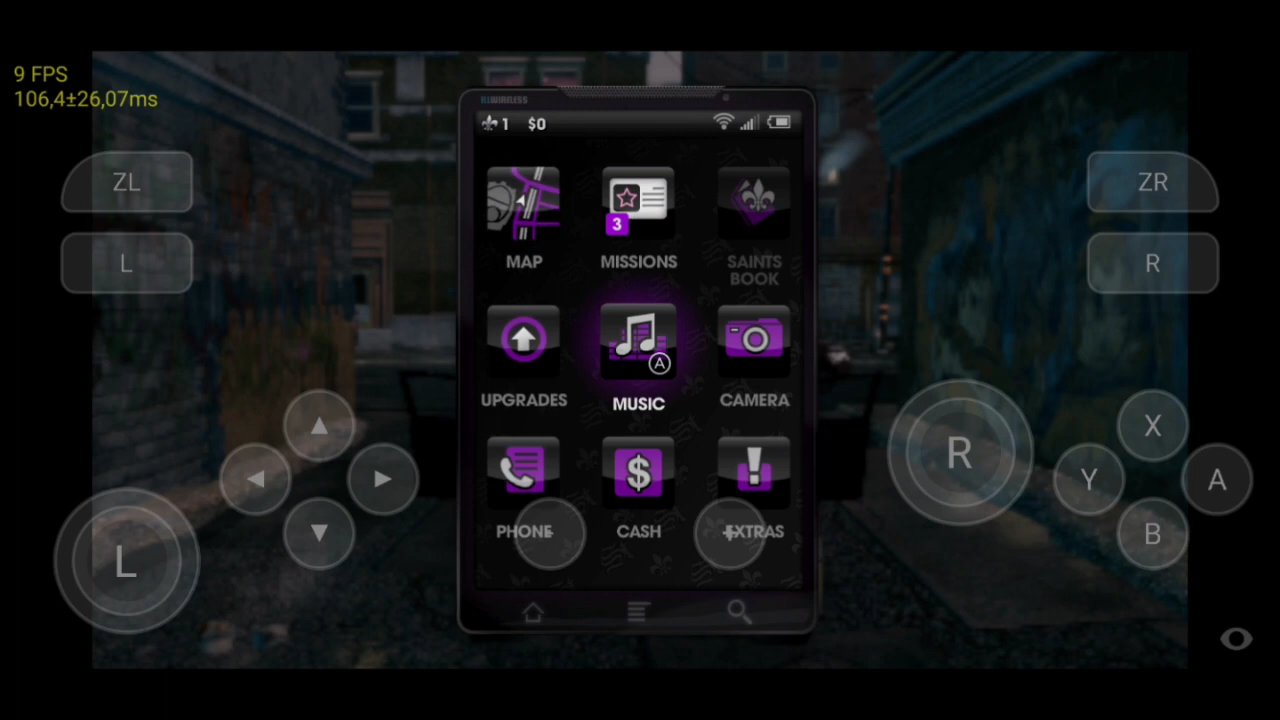 9 FPS
106,4±26,07ms
ZL
L
ZR
R
1 $0
MAP
3
MISSIONS
SAINTS
BOOK
UPGRADES
A
MUSIC
CAMERA
PHONE
CASH
EXTRAS
L
R
X
Y
A
B